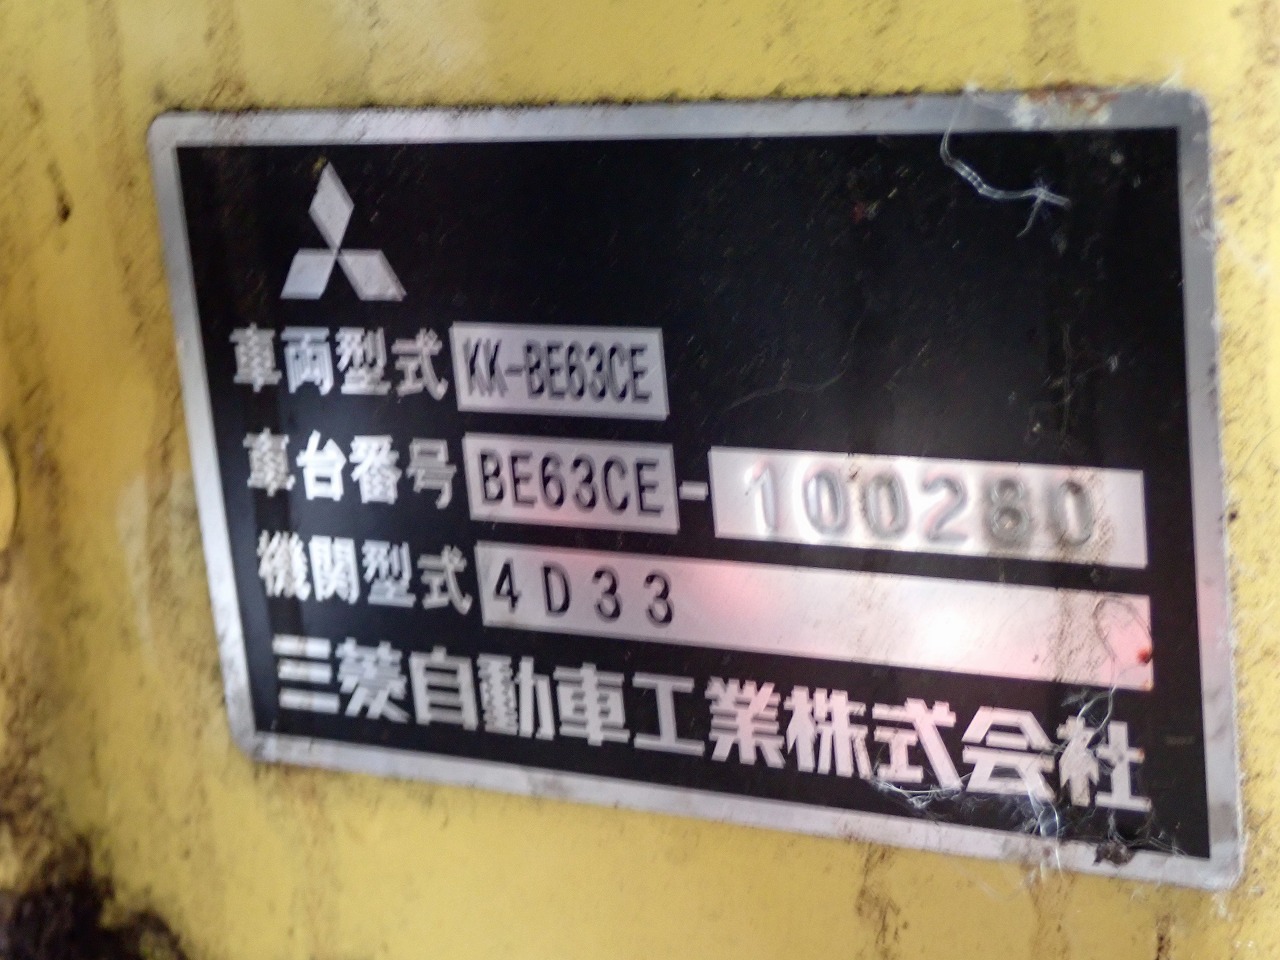 車両型式 KK-BE63CE
車台番号 BE63CE-100280
機関型式 4D33
三菱自動車工業株式会社